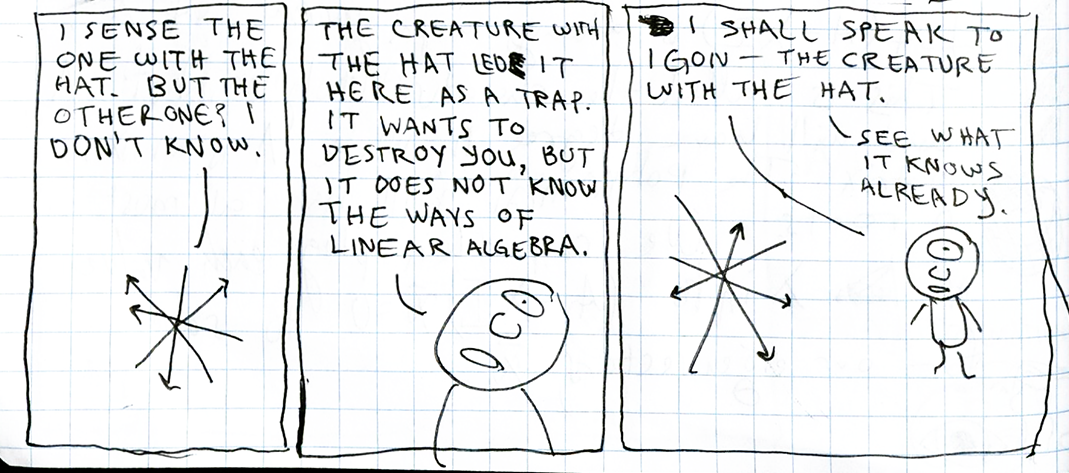 I SENSE THE
ONE WITH THE
HAT. BUT THE
OTHER ONE? I
DON'T KNOW.
THE CREATURE WITH
THE HAT LED IT
HERE AS A TRAP.
IT WANTS TO
DESTROY YOU, BUT
IT DOES NOT KNOW
THE WAYS OF
LINEAR ALGEBRA.
I SHALL SPEAK TO
IGON — THE CREATURE
WITH THE HAT.
SEE WHAT
IT KNOWS
ALREADY.